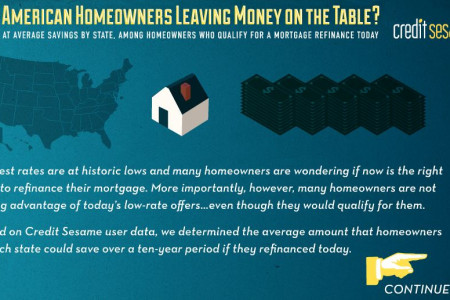 American Homeowners Leaving Money on the Table?
at average savings by state, among homeowners who qualify for a mortgage refinance today
credit sesa
est rates are at historic lows and many homeowners are wondering if now is the right
to refinance their mortgage. More importantly, however, many homeowners are not
g advantage of today's low-rate offers...even though they would qualify for them.
d on Credit Sesame user data, we determined the average amount that homeowners
ch state could save over a ten-year period if they refinanced today.
CONTINUE